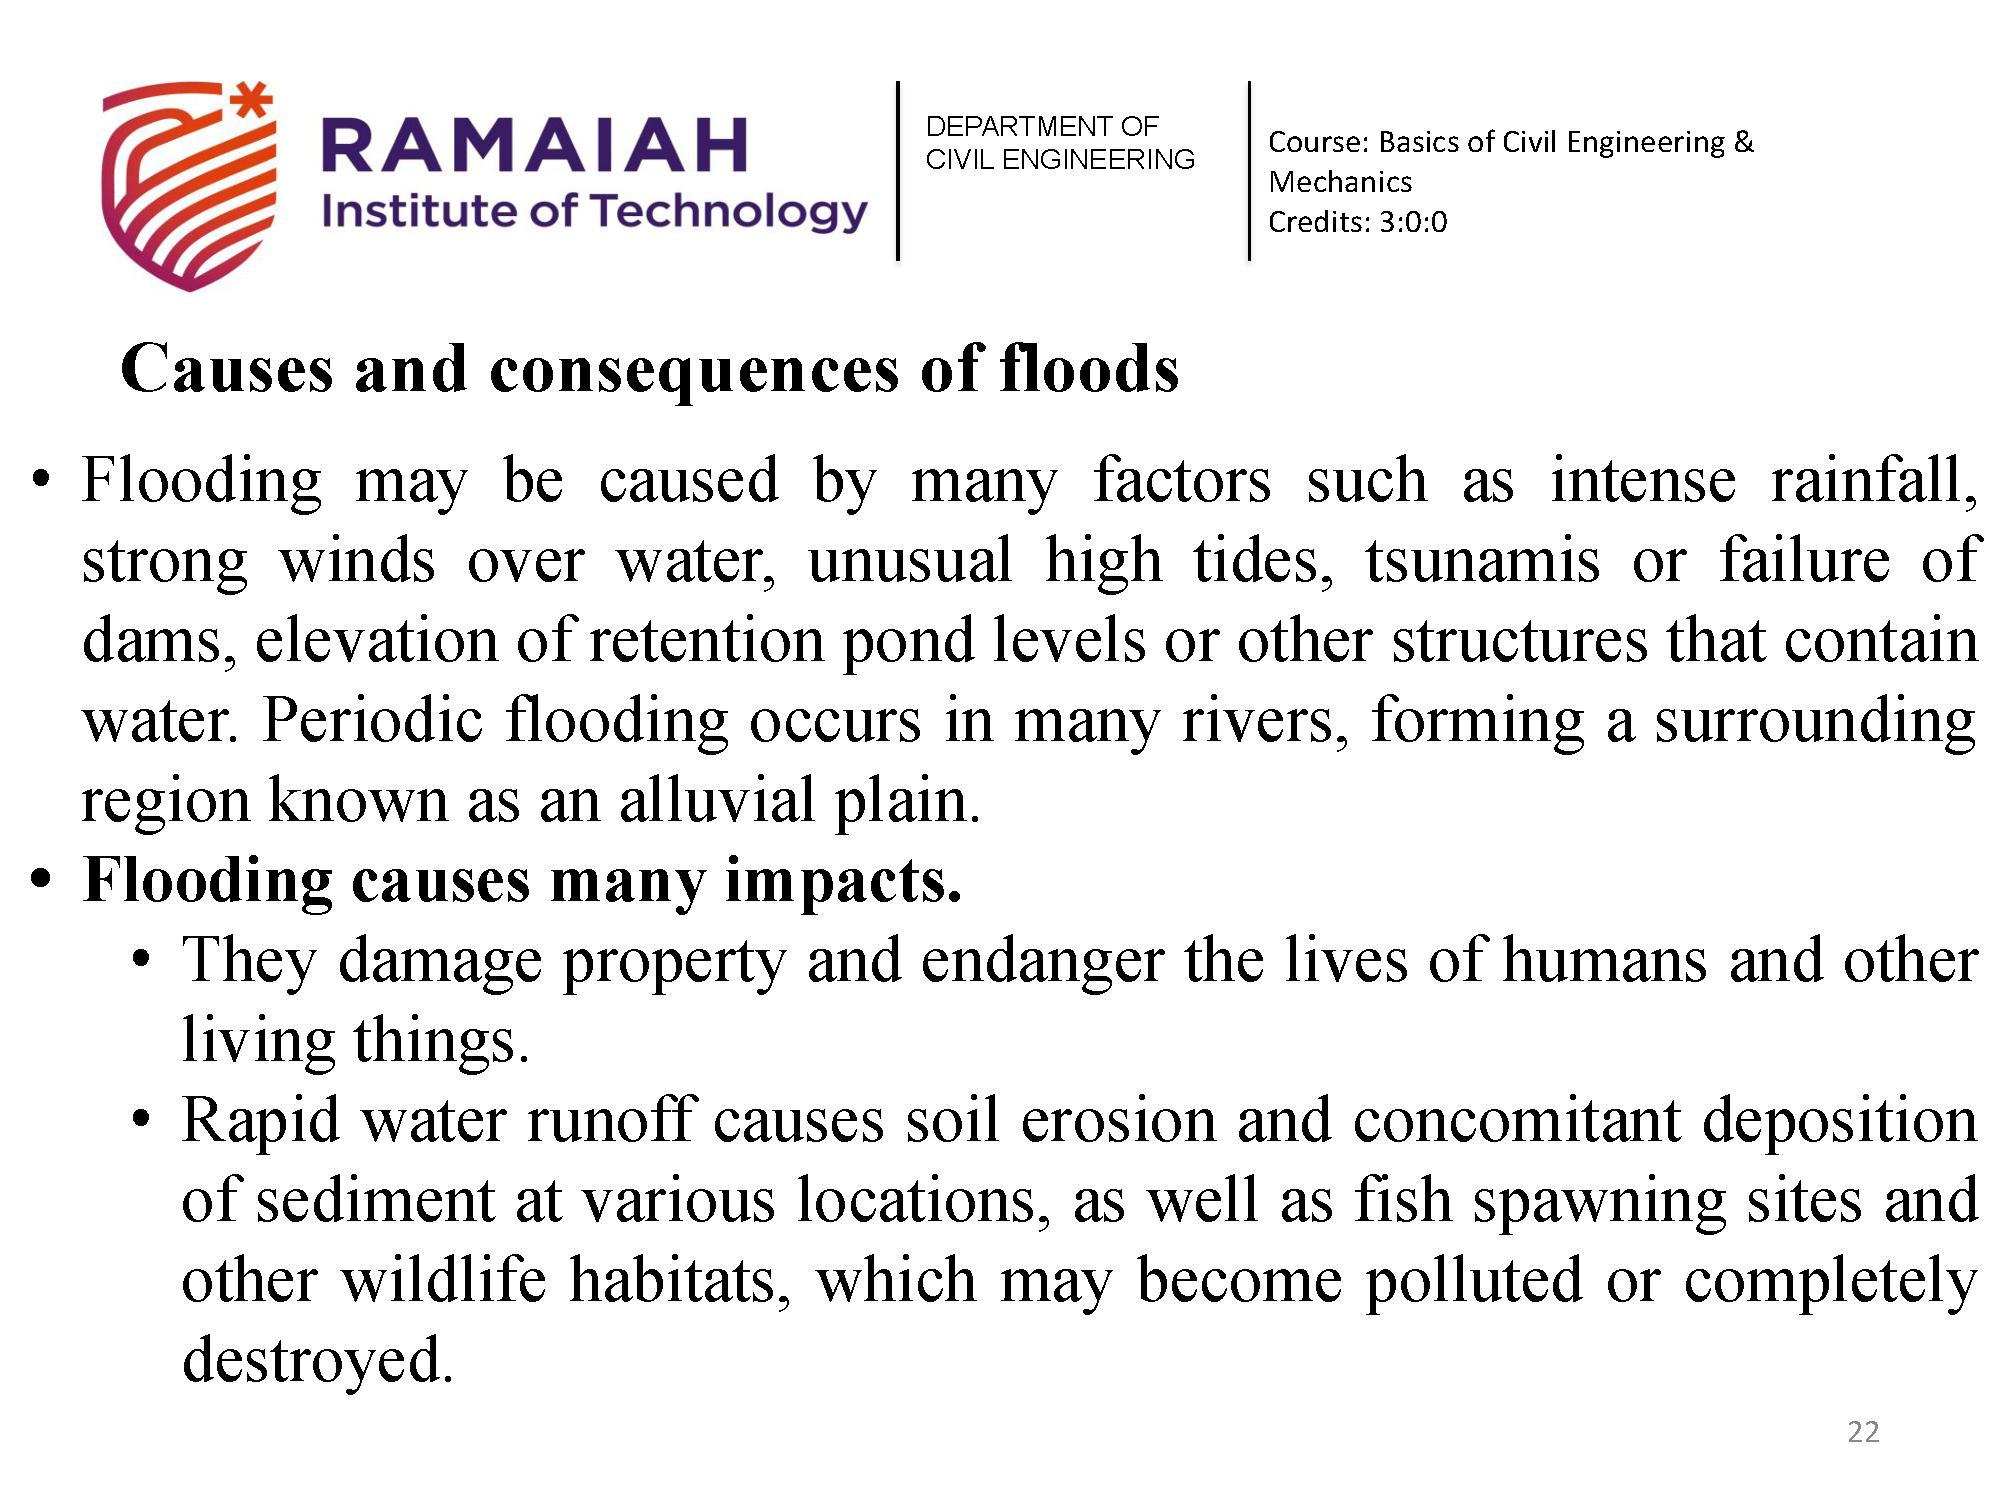 RAMAIAH
Institute of Technology
DEPARTMENT OF
CIVIL ENGINEERING
Course: Basics of Civil Engineering &
Mechanics
Credits: 3:0:0
Causes and consequences of floods
• Flooding may be caused by many factors such as intense rainfall,
strong winds over water, unusual high tides, tsunamis or failure of
dams, elevation of retention pond levels or other structures that contain
water. Periodic flooding occurs in many rivers, forming a surrounding
region known as an alluvial plain.
• Flooding causes many impacts.
• They damage property and endanger the lives of humans and other
living things.
• Rapid water runoff causes soil erosion and concomitant deposition
of sediment at various locations, as well as fish spawning sites and
other wildlife habitats, which may become polluted or completely
destroyed.
22